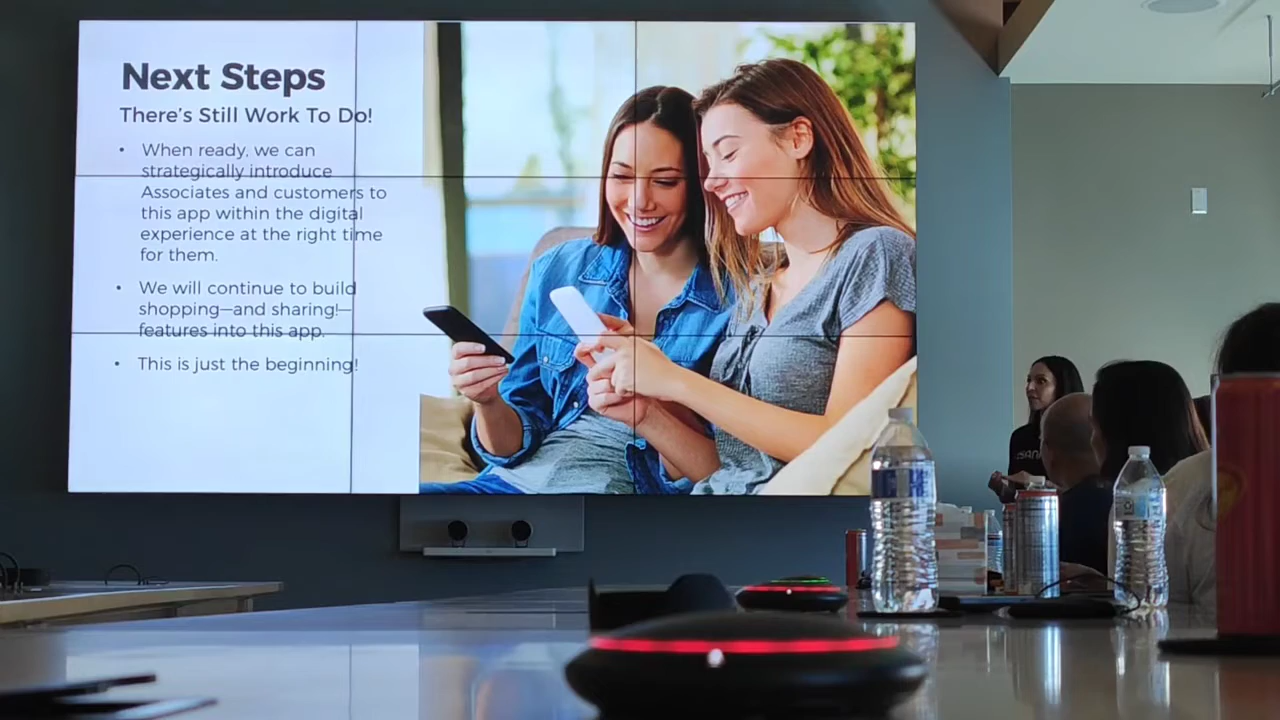 Next Steps
There's Still Work To Do!
• When ready, we can
strategically introduce
Associates and customers to
this app within the digital
experience at the right time
for them.
• We will continue to build
shopping—and sharing!—
features into this app.
• This is just the beginning!